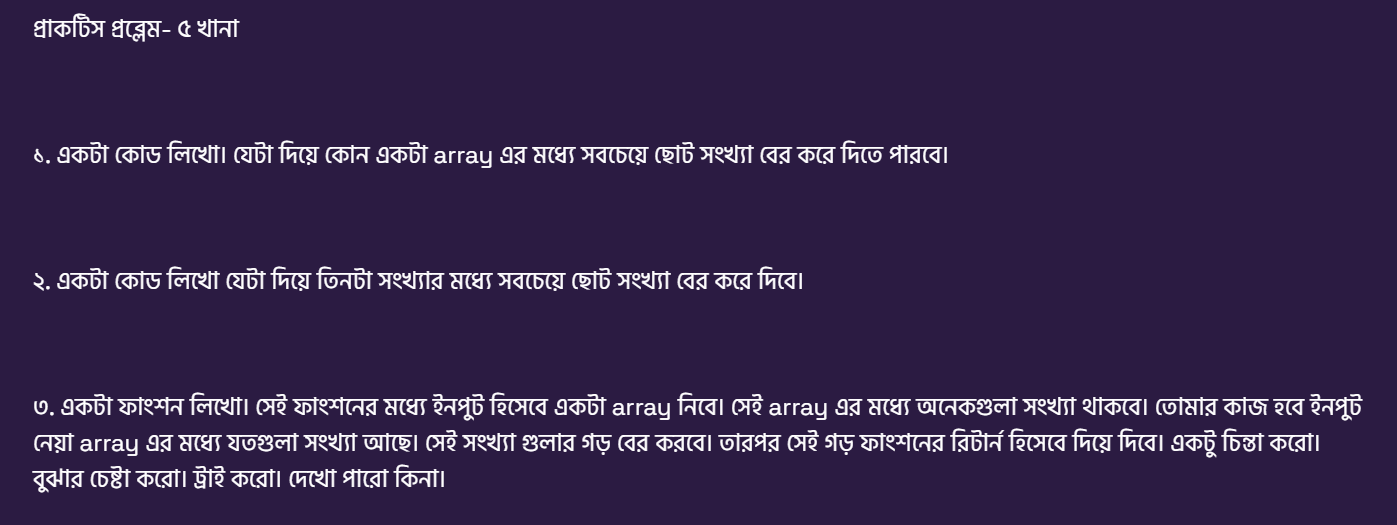 প্রাকটিস প্রব্লেম- ৫ খানা
১. একটা কোড লিখো। যেটা দিয়ে কোন একটা array এর মধ্যে সবচেয়ে ছোট সংখ্যা বের করে দিতে পারবে।
২. একটা কোড লিখো যেটা দিয়ে তিনটা সংখ্যার মধ্যে সবচেয়ে ছোট সংখ্যা বের করে দিবে।
৩. একটা ফাংশন লিখো। সেই ফাংশনের মধ্যে ইনপুট হিসেবে একটা array নিবে। সেই array এর মধ্যে অনেকগুলা সংখ্যা থাকবে। তোমার কাজ হবে ইনপুট
নেয়া array এর মধ্যে যতগুলা সংখ্যা আছে। সেই সংখ্যা গুলার গড় বের করবে। তারপর সেই গড় ফাংশনের রিটার্ন হিসেবে দিয়ে দিবে। একটু চিন্তা করো।
বুঝার চেষ্টা করো। ট্রাই করো। দেখো পারো কিনা।